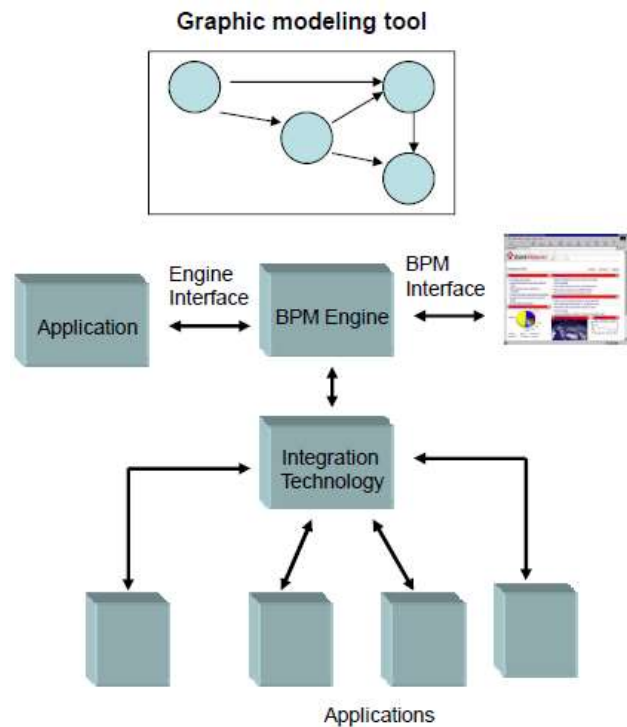 Graphic modeling tool
Engine
Interface
BPM
Interface
Application
BPM Engine
Integration
Technology
Applications